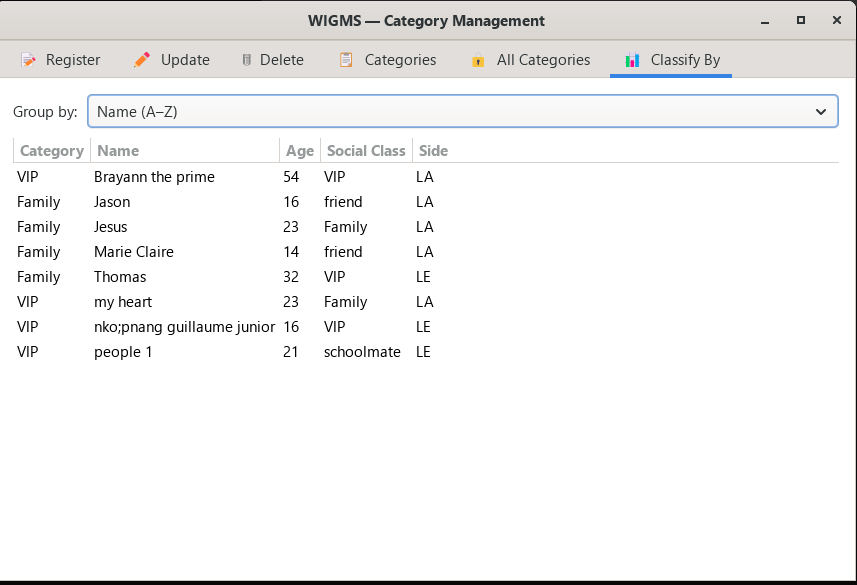 WIGMS — Category Management
Register Update Delete Categories All Categories Classify By
Group by: Name (A–Z)
Category Name Age Social Class Side
VIP Brayann the prime 54 VIP LA
Family Jason 16 friend LA
Family Jesus 23 Family LA
Family Marie Claire 14 friend LA
Family Thomas 32 VIP LE
VIP my heart 23 Family LA
VIP nko;pnang guillaume junior 16 VIP LE
VIP people 1 21 schoolmate LE